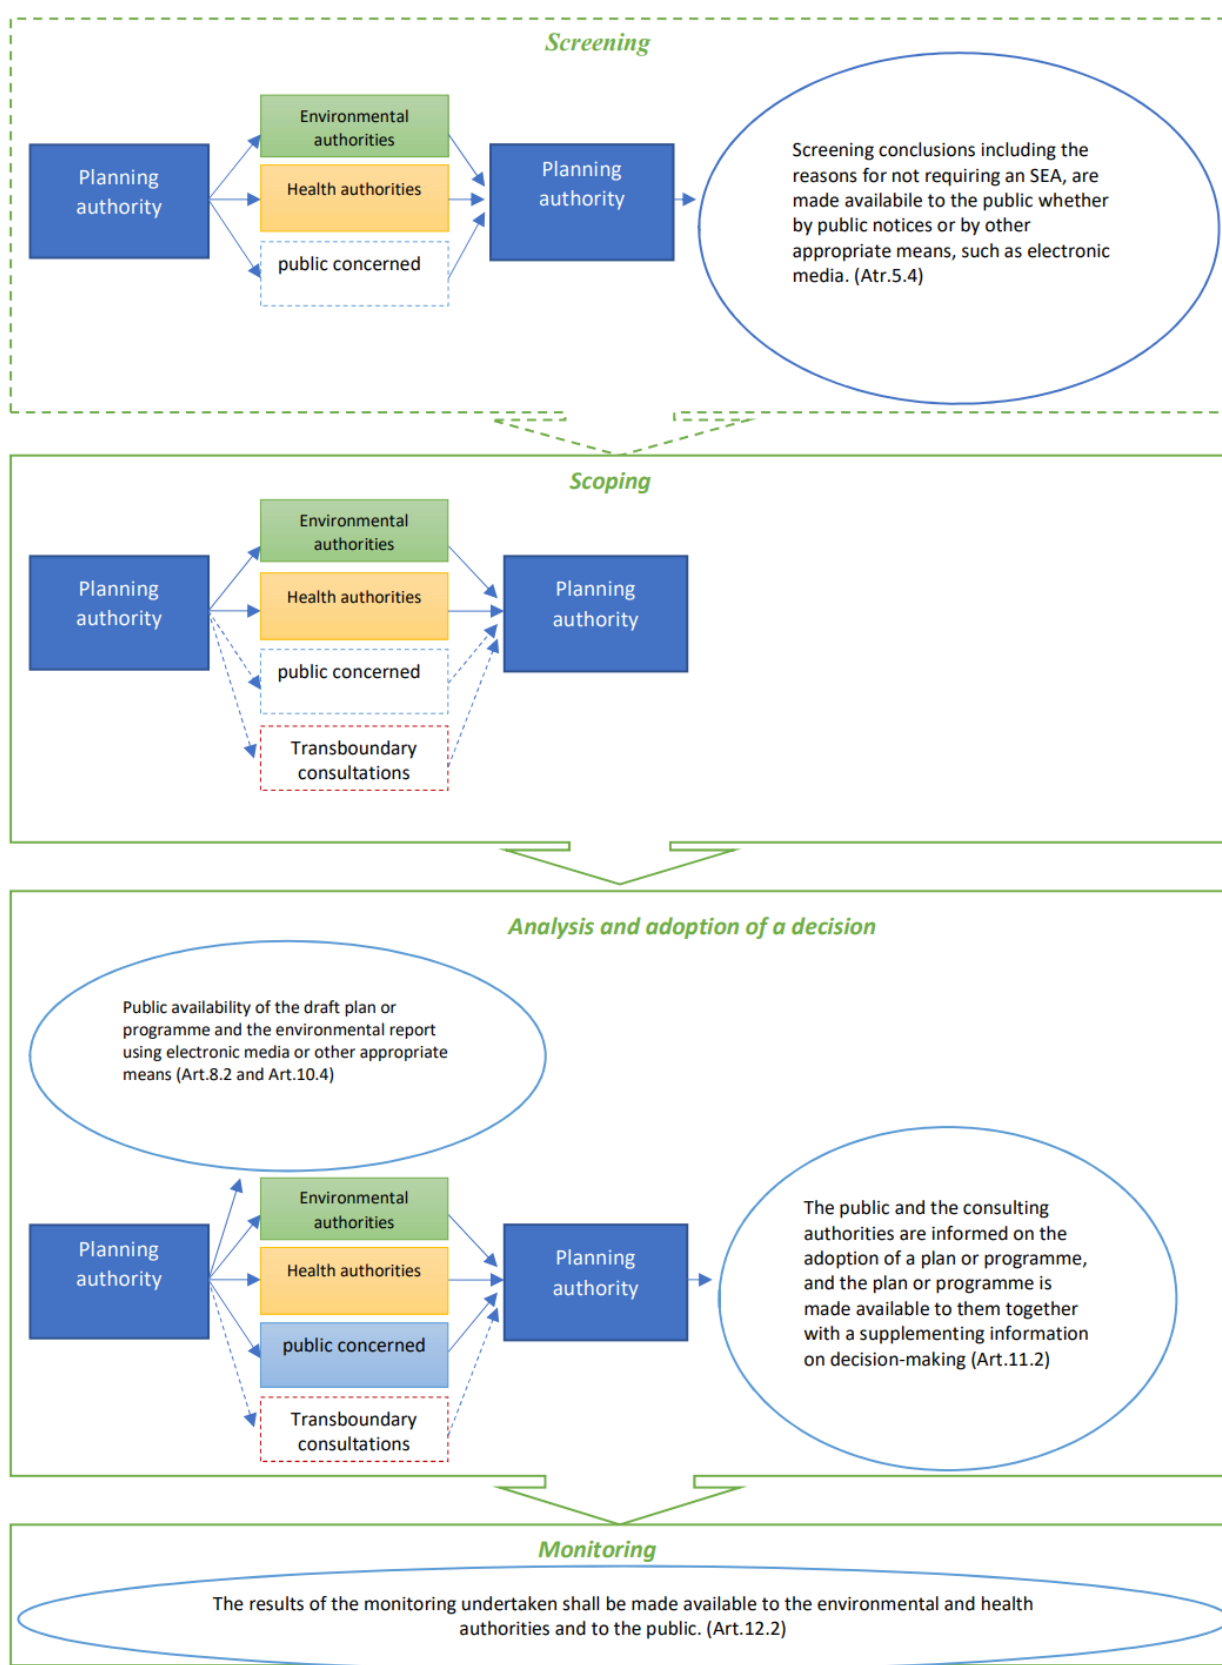 Screening
Planning
authority
Environmental
authorities
Health authorities
public concerned
Planning
authority
Screening conclusions including the
reasons for not requiring an SEA, are
made availabile to the public whether
by public notices or by other
appropriate means, such as electronic
media. (Atr.5.4)
Scoping
Planning
authority
Environmental
authorities
Health authorities
public concerned
Transboundary
consultations
Planning
authority
Analysis and adoption of a decision
Public availability of the draft plan or
programme and the environmental report
using electronic media or other appropriate
means (Art.8.2 and Art.10.4)
Planning
authority
Environmental
authorities
Health authorities
public concerned
Transboundary
consultations
Planning
authority
The public and the consulting
authorities are informed on the
adoption of a plan or programme,
and the plan or programme is
made available to them together
with a supplementing information
on decision-making (Art.11.2)
Monitoring
The results of the monitoring undertaken shall be made available to the environmental and health
authorities and to the public. (Art.12.2)